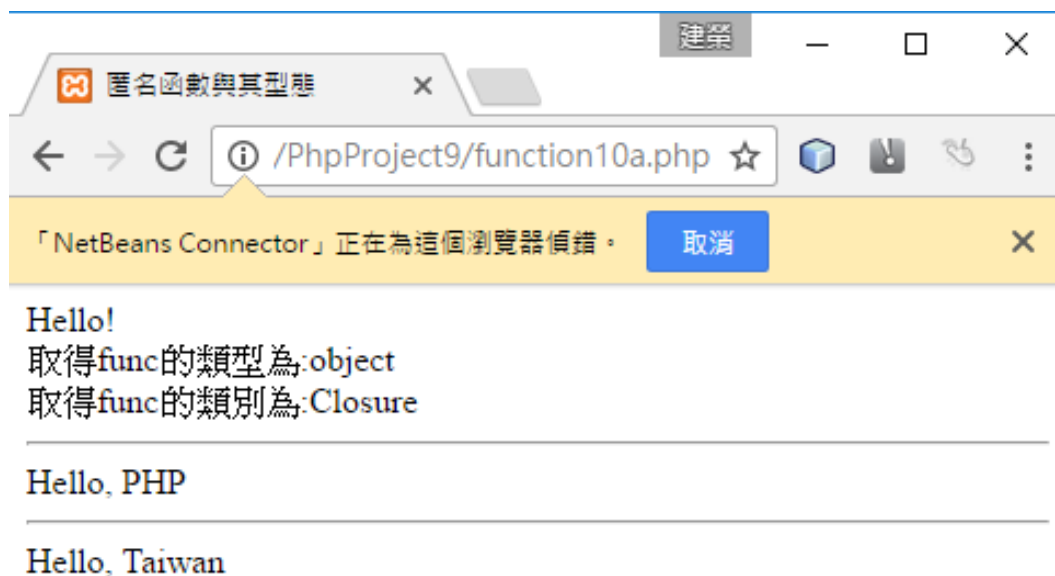 建榮
匿名函數與其型態
/PhpProject9/function10a.php
「NetBeans Connector」正在為這個瀏覽器偵錯。 取消
Hello!
取得func的類型為:object
取得func的類別為:Closure
Hello, PHP
Hello, Taiwan